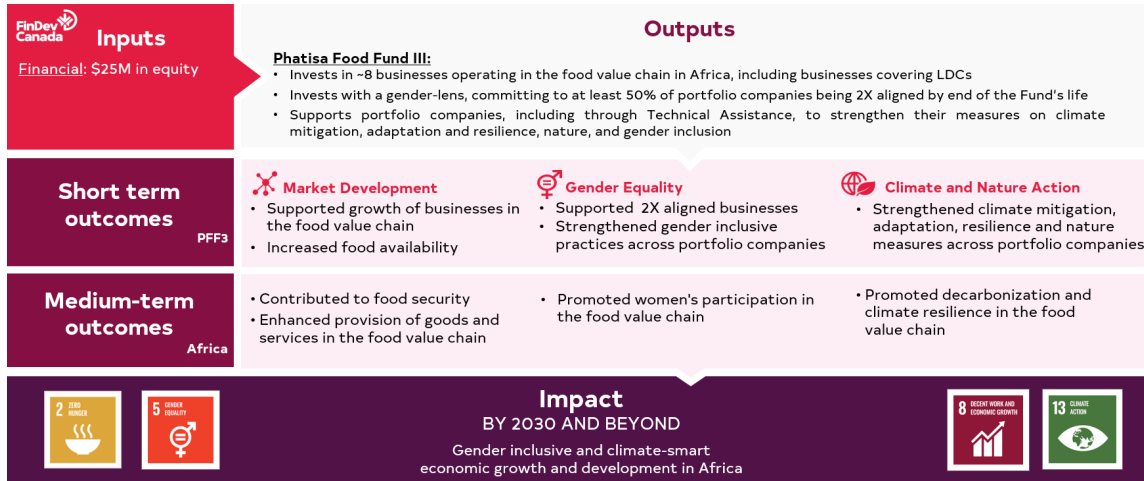 FinDev
Canada
Inputs
Financial: $25M in equity
Outputs
Phatisa Food Fund III:
• Invests in ~8 businesses operating in the food value chain in Africa, including businesses covering LDCs
• Invests with a gender-lens, committing to at least 50% of portfolio companies being 2X aligned by end of the Fund's life
• Supports portfolio companies, including through Technical Assistance, to strengthen their measures on climate
mitigation, adaptation and resilience, nature, and gender inclusion
Short term
outcomes
PFF3
Market Development
• Supported growth of businesses in
the food value chain
• Increased food availability
Gender Equality
• Supported 2X aligned businesses
• Strengthened gender inclusive
practices across portfolio companies
Climate and Nature Action
• Strengthened climate mitigation,
adaptation, resilience and nature
measures across portfolio companies
Medium-term
outcomes
Africa
• Contributed to food security
• Enhanced provision of goods and
services in the food value chain
• Promoted women's participation in
the food value chain
• Promoted decarbonization and
climate resilience in the food
value chain
2 ZERO
HUNGER
5 GENDER
EQUALITY
Impact
BY 2030 AND BEYOND
Gender inclusive and climate-smart
economic growth and development in Africa
8 DECENT WORK AND
ECONOMIC GROWTH
13 CLIMATE
ACTION